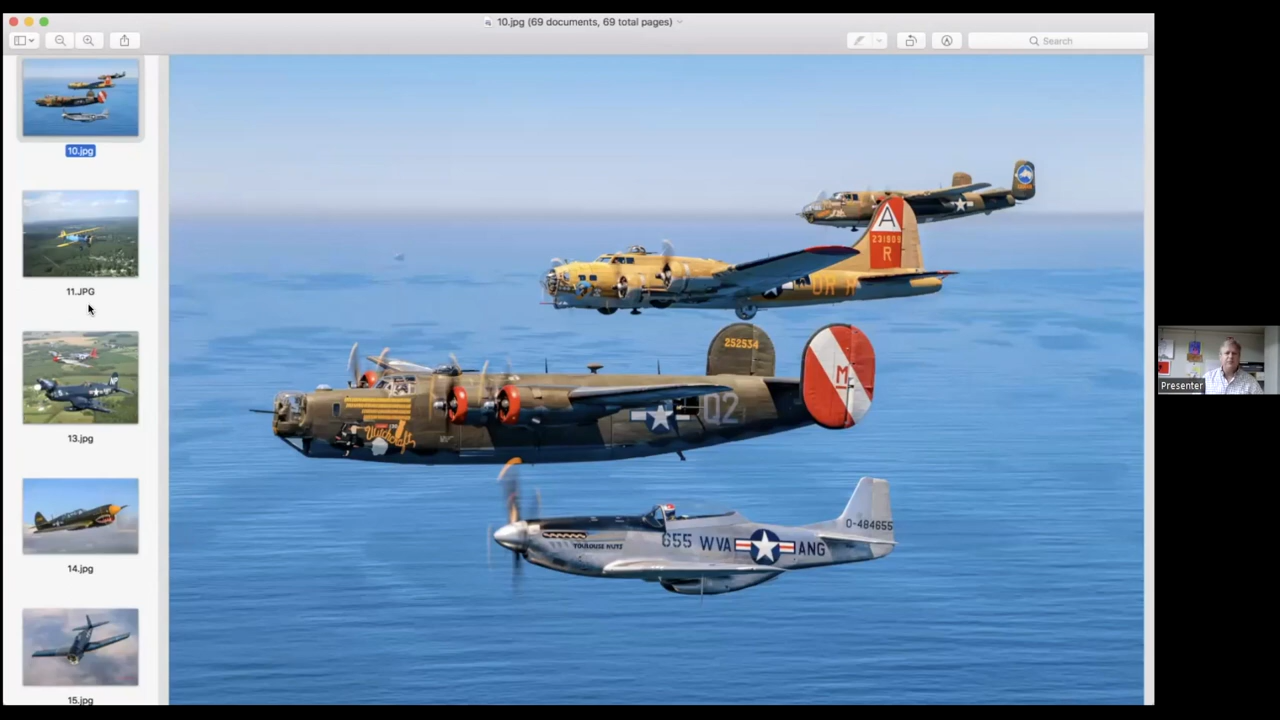 10.jpg (69 documents, 69 total pages)
Search
10.jpg
11.JPG
13.jpg
14.jpg
15.jpg
A
231909
R
252534
M
Witchcraft
02
655 WVA ANG
TOULOUSE NUTS
0-484655
Presenter